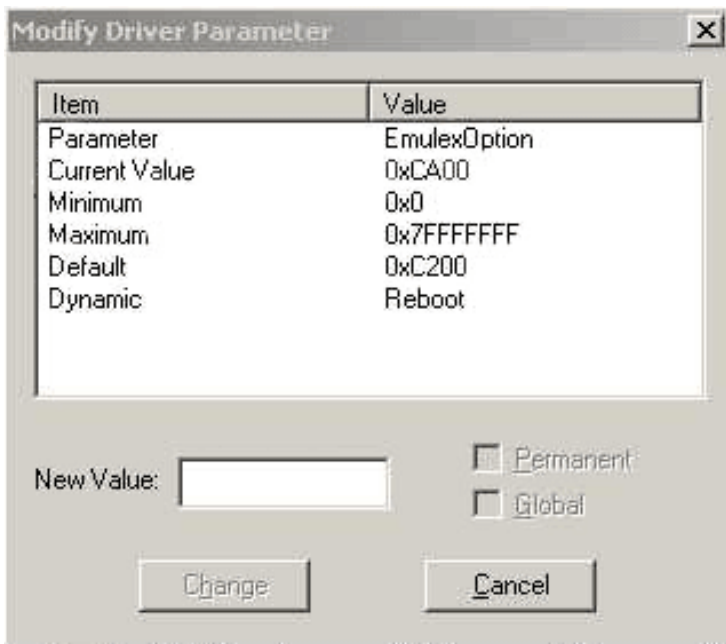 Modify Driver Parameter
Item Value
Parameter EmulexOption
Current Value 0xCA00
Minimum 0x0
Maximum 0x7FFFFFFF
Default 0xC200
Dynamic Reboot
New Value:
Permanent
Global
Change Cancel